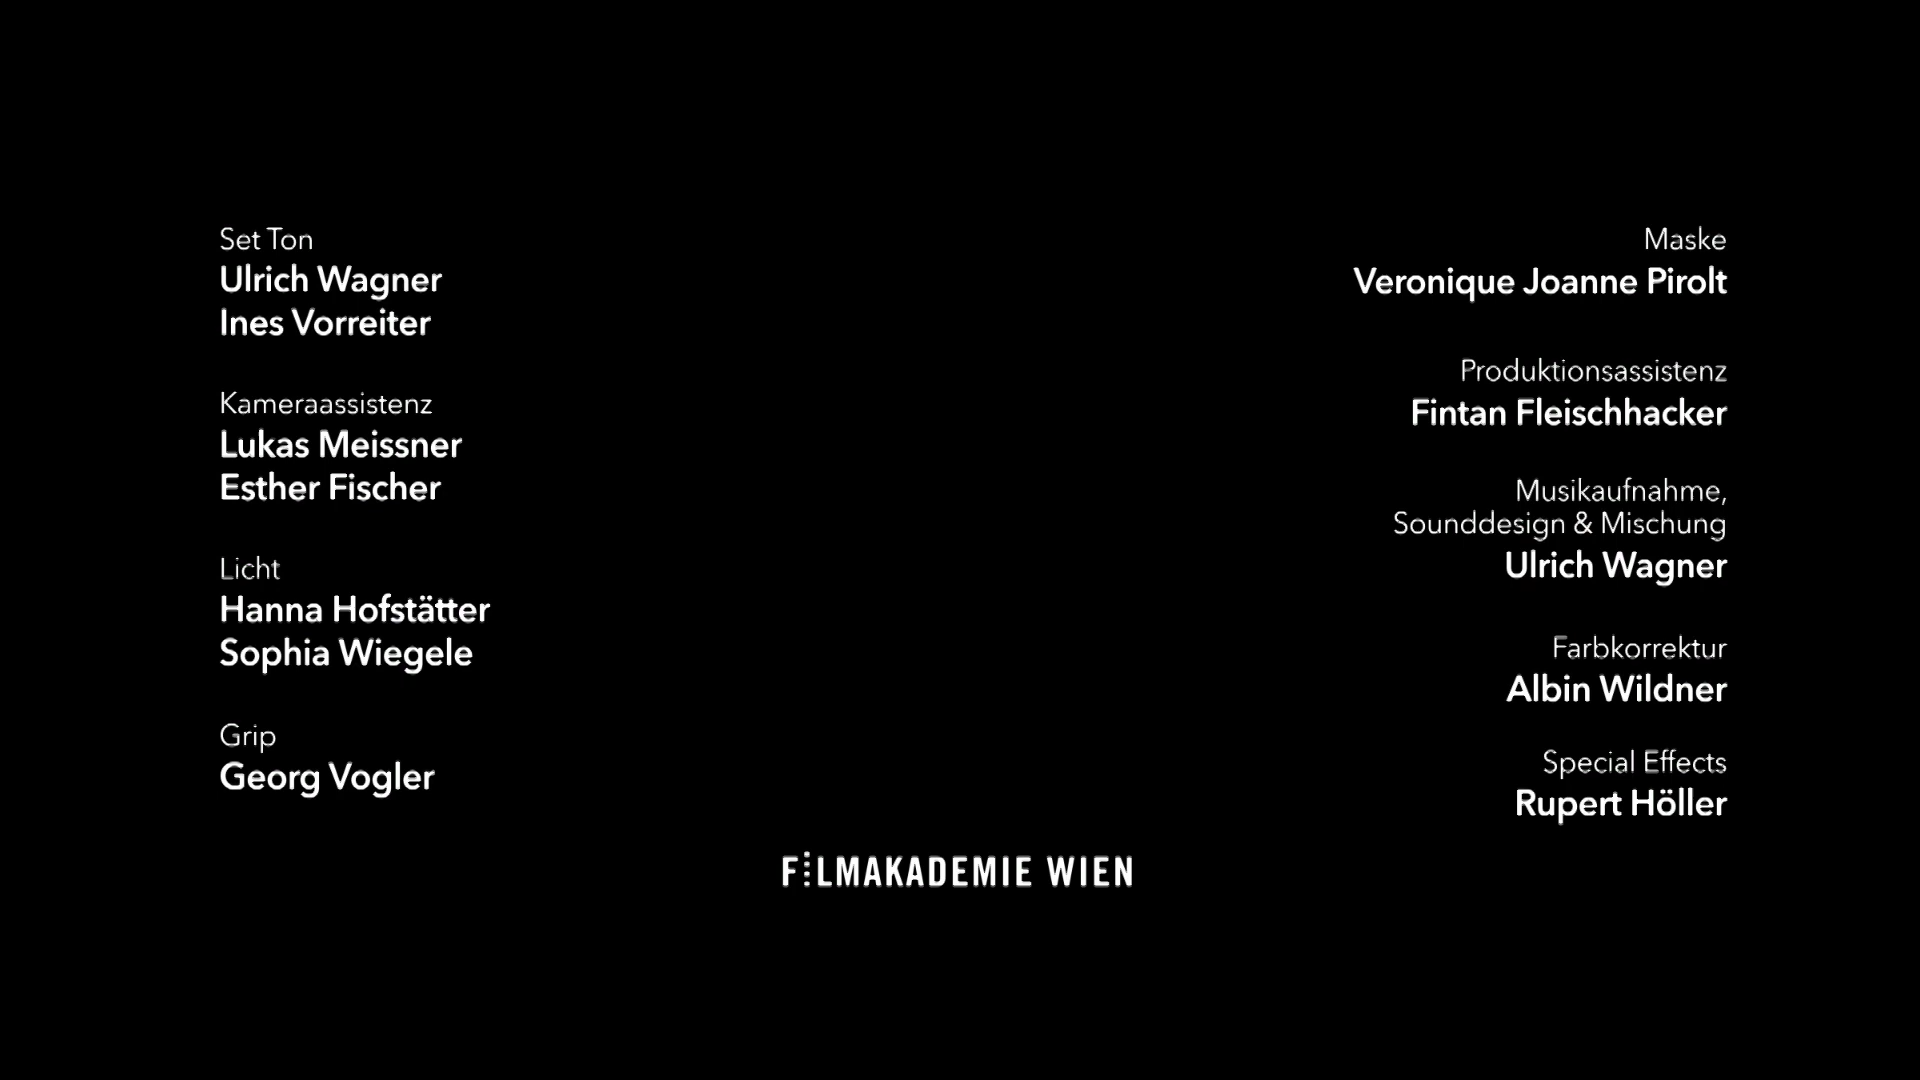 Set Ton
Ulrich Wagner
Ines Vorreiter
Kameraassistenz
Lukas Meissner
Esther Fischer
Licht
Hanna Hofstätter
Sophia Wiegele
Grip
Georg Vogler
Maske
Veronique Joanne Pirolt
Produktionsassistenz
Fintan Fleischhacker
Musikaufnahme,
Sounddesign & Mischung
Ulrich Wagner
Farbkorrektur
Albin Wildner
Special Effects
Rupert Höller
FILMAKADEMIE WIEN